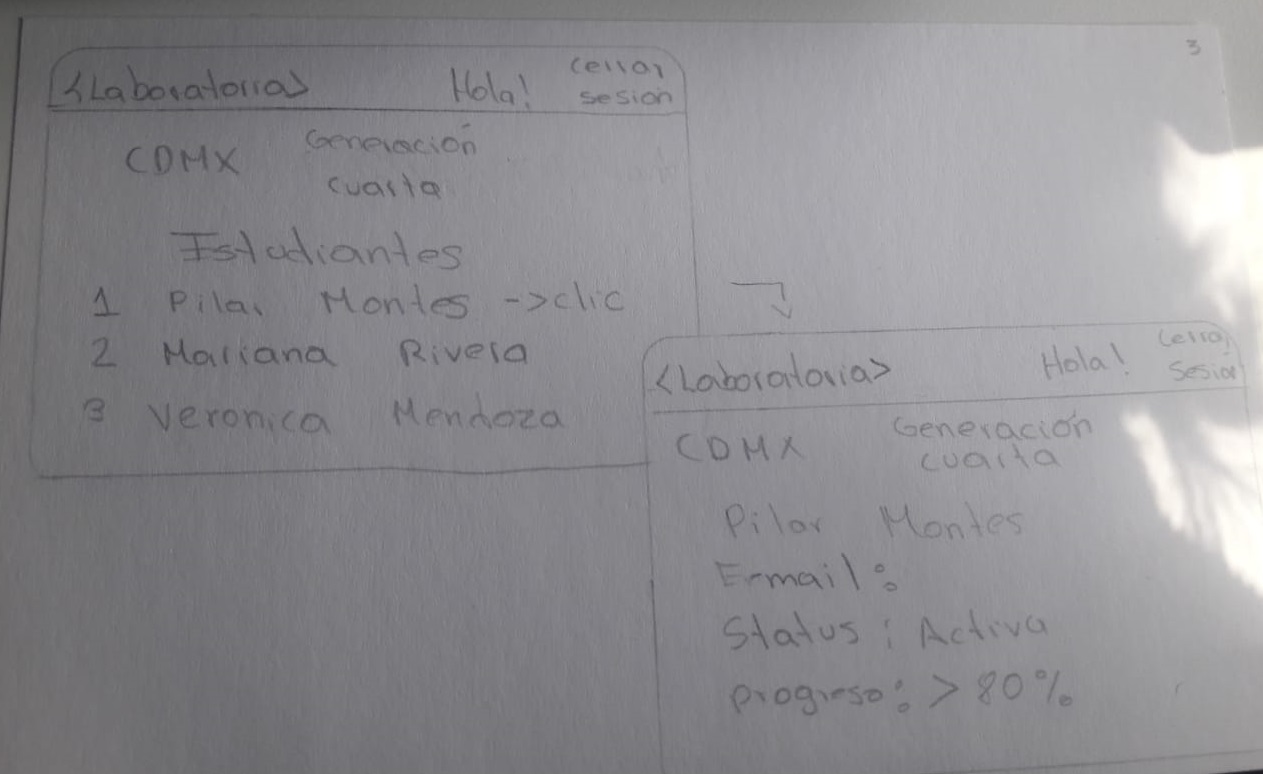 3
<Laboratoria> Hola! Cerrar
sesion
CDMX Generación
cuarta
Estudiantes
1 Pilar Montes -> clic
2 Mariana Rivera
3 Veronica Mendoza
<Laboratoria> Hola! Cerrar
Sesion
CDMX Generación
cuarta
Pilar Montes
E-mail:
Status: Activa
progreso: > 80%